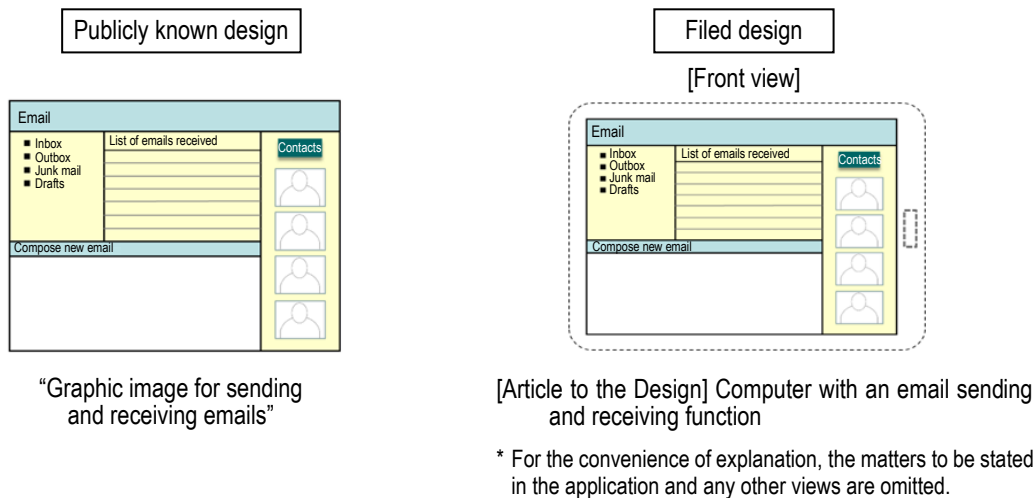 Publicly known design
Email
■ Inbox
■ Outbox
■ Junk mail
■ Drafts
List of emails received
Contacts
Compose new email
“Graphic image for sending
and receiving emails”
Filed design
[Front view]
Email
■ Inbox
■ Outbox
■ Junk mail
■ Drafts
List of emails received
Contacts
Compose new email
[Article to the Design] Computer with an email sending
and receiving function
* For the convenience of explanation, the matters to be stated
in the application and any other views are omitted.